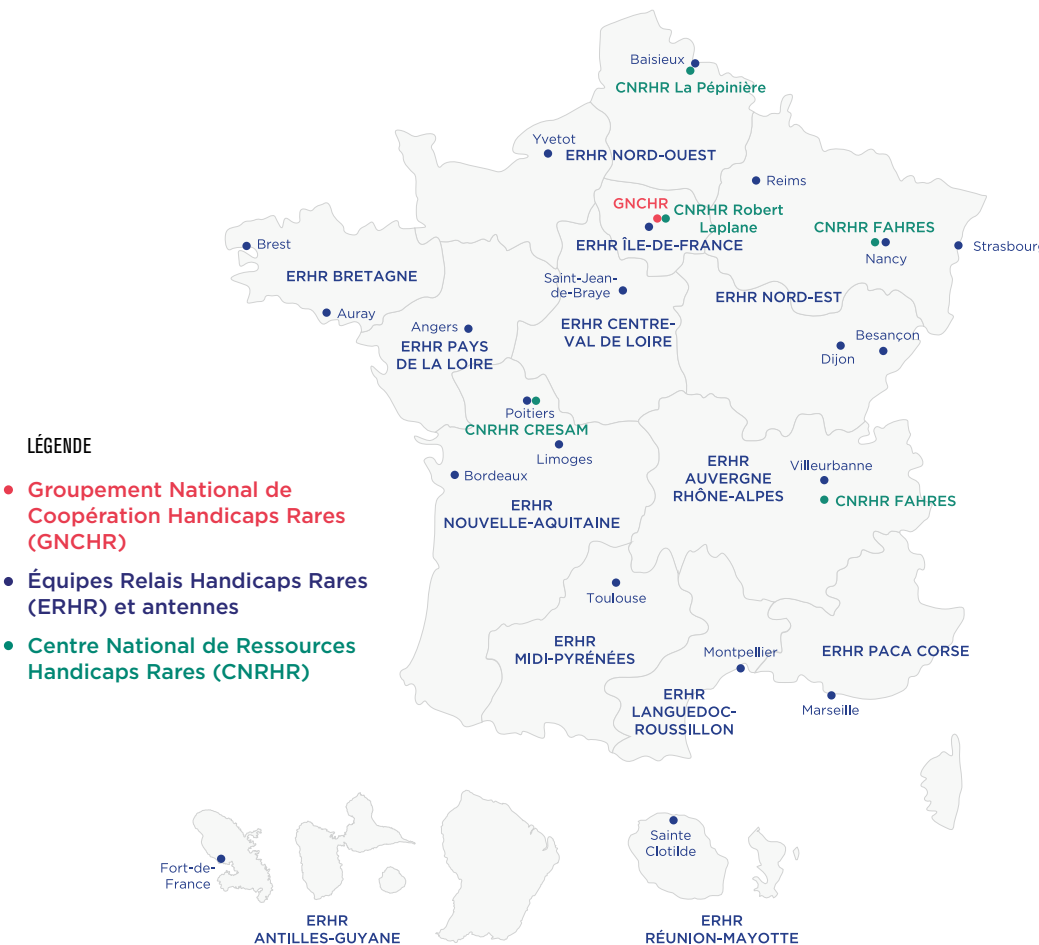 Baisieux
CNRHR La Pépinière
Yvetot
ERHR NORD-OUEST
Reims
GNCHR
CNRHR Robert
Laplane
ERHR ÎLE-DE-FRANCE
CNRHR FAHRES
Nancy
Strasbourg
Brest
ERHR BRETAGNE
Auray
Saint-Jean-
de-Braye
ERHR NORD-EST
Angers
ERHR PAYS
DE LA LOIRE
ERHR CENTRE-
VAL DE LOIRE
Besançon
Dijon
Poitiers
CNRHR CRESAM
Limoges
Bordeaux
ERHR
NOUVELLE-AQUITAINE
ERHR
AUVERGNE
RHÔNE-ALPES
Villeurbanne
CNRHR FAHRES
LÉGENDE
Groupement National de
Coopération Handicaps Rares
(GNCHR)
Équipes Relais Handicaps Rares
(ERHR) et antennes
Centre National de Ressources
Handicaps Rares (CNRHR)
Toulouse
ERHR
MIDI-PYRÉNÉES
Montpellier
ERHR
LANGUEDOC-
ROUSSILLON
ERHR PACA CORSE
Marseille
Fort-de-
France
ERHR
ANTILLES-GUYANE
Sainte
Clotilde
ERHR
RÉUNION-MAYOTTE